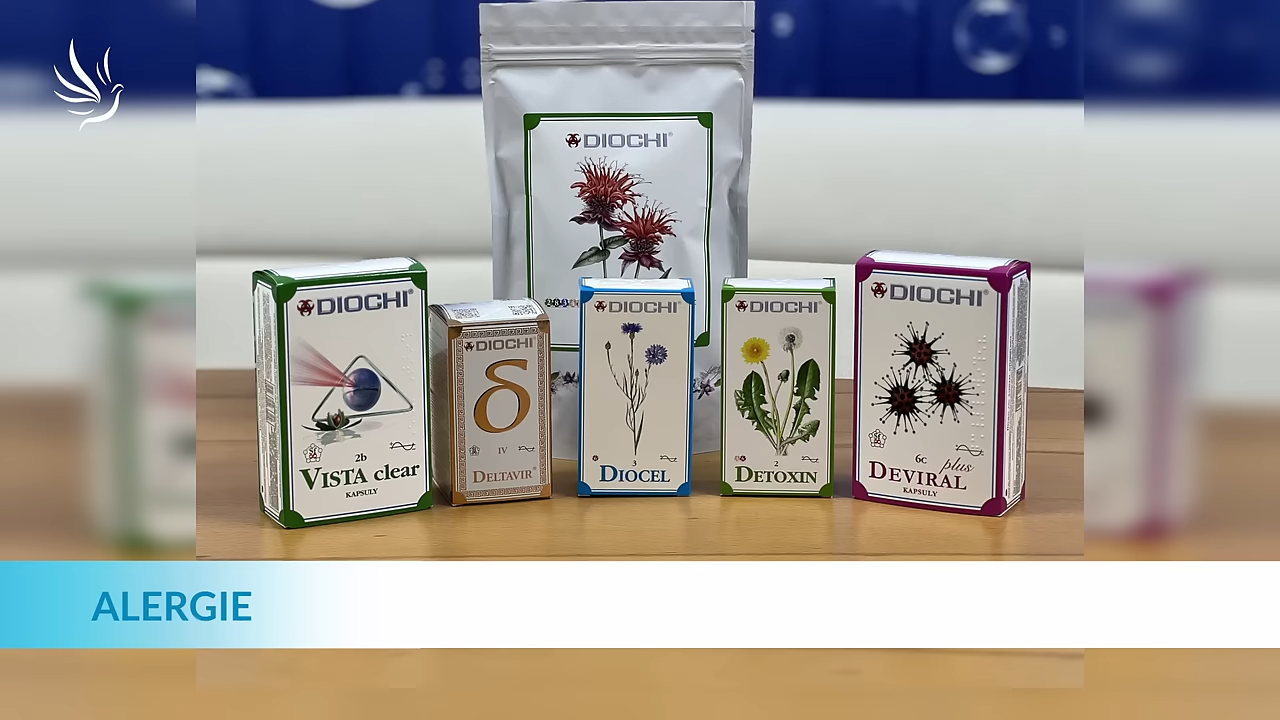 DIOCHI®
DIOCHI®
2b
VISTA clear
KAPSULY
DIOCHI
δ
IV
DELTAVIR®
DIOCHI®
3
DIOCEL
DIOCHI®
2
DETOXIN
DIOCHI®
6c
DEVIRAL plus
KAPSULY
ALERGIE